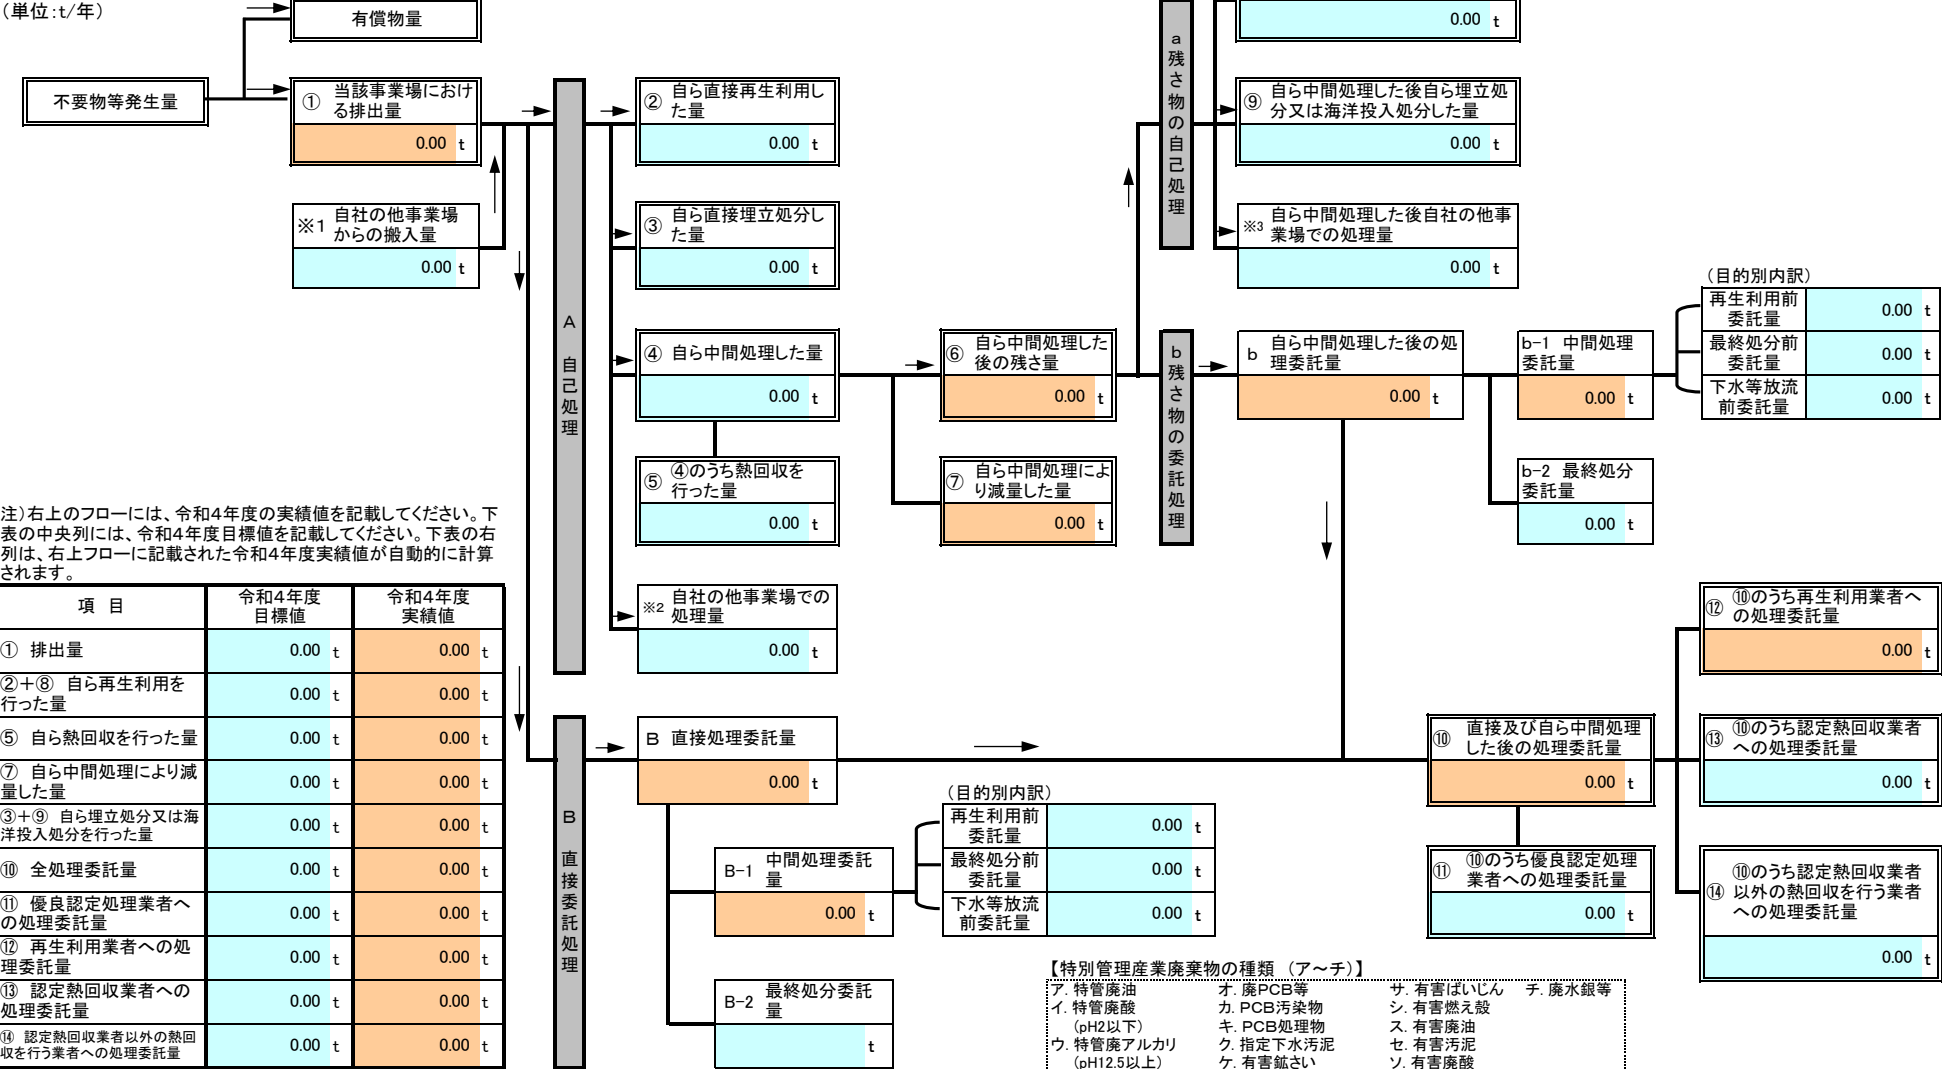 （単位：t/年）
有償物量
不要物等発生量
① 当該事業場におけ
る排出量
0.00 t
※1 自社の他事業場
からの搬入量
0.00 t
A 自己処理
② 自ら直接再生利用し
た量
0.00 t
③ 自ら直接埋立処分し
た量
0.00 t
④ 自ら中間処理した量
0.00 t
⑤ ④のうち熱回収を
行った量
0.00 t
※2 自社の他事業場での
処理量
0.00 t
⑥ 自ら中間処理した
後の残さ量
0.00 t
⑦ 自ら中間処理によ
り減量した量
0.00 t
a 残さ物の自己処理
0.00 t
⑨ 自ら中間処理した後自ら埋立処
分又は海洋投入処分した量
0.00 t
※3 自ら中間処理した後自社の他事
業場での処理量
0.00 t
b 残さ物の委託処理
b 自ら中間処理した後の処
理委託量
0.00 t
b-1 中間処理
委託量
0.00 t
b-2 最終処分
委託量
0.00 t
（目的別内訳）
再生利用前
委託量
0.00 t
最終処分前
委託量
0.00 t
下水等放流
前委託量
0.00 t
注）右上のフローには、令和4年度の実績値を記載してください。下
表の中央列には、令和4年度目標値を記載してください。下表の右
列は、右上フローに記載された令和4年度実績値が自動的に計算
されます。
項 目 令和4年度
目標値 令和4年度
実績値
① 排出量 0.00 t 0.00 t
②＋⑧ 自ら再生利用を
行った量 0.00 t 0.00 t
⑤ 自ら熱回収を行った量 0.00 t 0.00 t
⑦ 自ら中間処理により減
量した量 0.00 t 0.00 t
③＋⑨ 自ら埋立処分又は海
洋投入処分を行った量 0.00 t 0.00 t
⑩ 全処理委託量 0.00 t 0.00 t
⑪ 優良認定処理業者へ
の処理委託量 0.00 t 0.00 t
⑫ 再生利用業者への処
理委託量 0.00 t 0.00 t
⑬ 認定熱回収業者への
処理委託量 0.00 t 0.00 t
⑭ 認定熱回収業者以外の熱回
収を行う業者への処理委託量 0.00 t 0.00 t
B 直接委託処理
B 直接処理委託量
0.00 t
B-1 中間処理委託
量
0.00 t
B-2 最終処分委託
量
t
（目的別内訳）
再生利用前
委託量
0.00 t
最終処分前
委託量
0.00 t
下水等放流
前委託量
0.00 t
⑩ 直接及び自ら中間処理
した後の処理委託量
0.00 t
⑪ ⑩のうち優良認定処理
業者への処理委託量
0.00 t
⑫ ⑩のうち再生利用業者へ
の処理委託量
0.00 t
⑬ ⑩のうち認定熱回収業者
への処理委託量
0.00 t
⑭ ⑩のうち認定熱回収業者
以外の熱回収を行う業者
への処理委託量
0.00 t
【特別管理産業廃棄物の種類 （ア～チ）】
ア．特管廃油 オ．廃PCB等 サ．有害ばいじん チ．廃水銀等
イ．特管廃酸 カ．PCB汚染物 シ．有害燃え殻
（pH2以下） キ．PCB処理物 ス．有害廃油
ウ．特管廃アルカリ ク．指定下水汚泥 セ．有害汚泥
（pH12.5以上） ケ．有害鉱さい ソ．有害廃酸